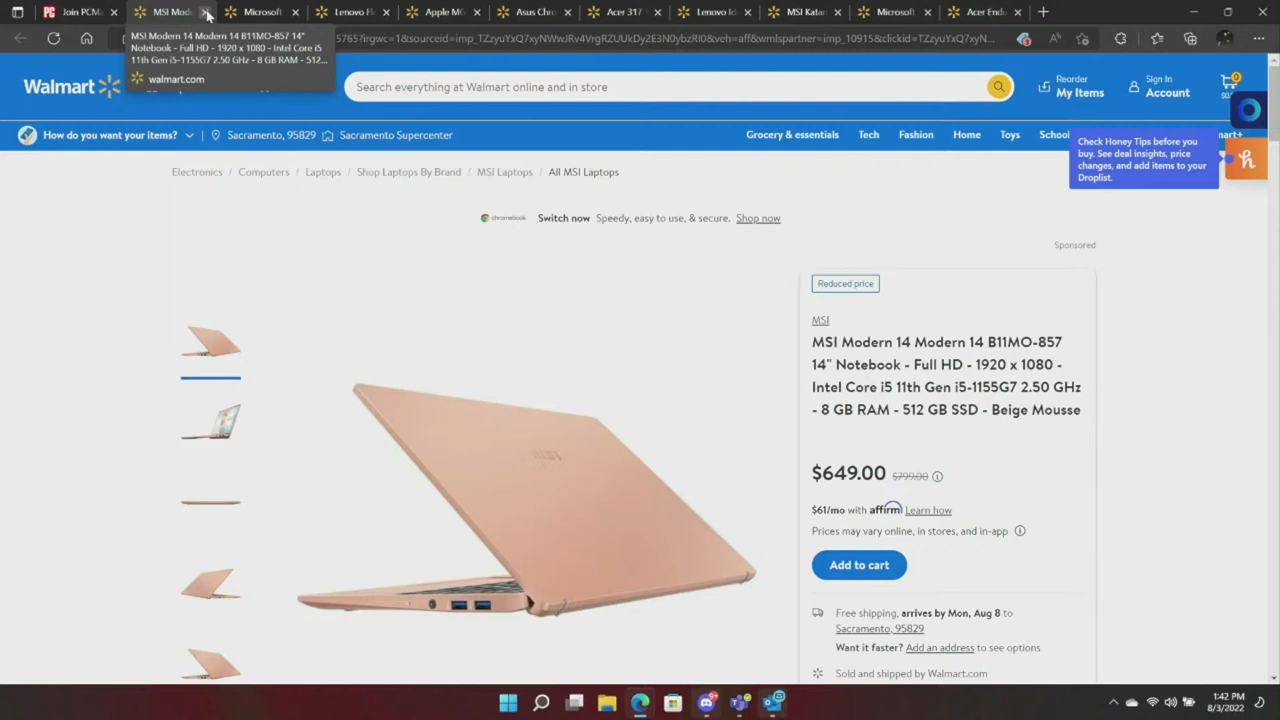 PC Join PCM
MSI Mode
Microsoft
Lenovo H
Apple M
Asus Chro
Acer 317
Lenovo Id
MSI Katan
Microsoft
Acer Endu
MSI Modern 14 Modern 14 B11MO-857 14"
Notebook - Full HD - 1920 x 1080 - Intel Core i5
11th Gen i5-1155G7 2.50 GHz - 8 GB RAM - 512...
walmart.com
Walmart
Search everything at Walmart online and in store
Reorder
My Items
Sign In
Account
0
How do you want your items?
Sacramento, 95829
Sacramento Supercenter
Grocery & essentials
Tech
Fashion
Home
Toys
School
mart+
Check Honey Tips before you
buy. See deal insights, price
changes, and add items to your
Droplist.
h
Electronics / Computers / Laptops / Shop Laptops By Brand / MSI Laptops / All MSI Laptops
chromebook Switch now Speedy, easy to use, & secure. Shop now
Sponsored
Reduced price
MSI
MSI Modern 14 Modern 14 B11MO-857
14" Notebook - Full HD - 1920 x 1080 -
Intel Core i5 11th Gen i5-1155G7 2.50 GHz
- 8 GB RAM - 512 GB SSD - Beige Mousse
$649.00 $799.00
$61/mo with affirm Learn how
Prices may vary online, in stores, and in-app
Add to cart
Free shipping, arrives by Mon, Aug 8 to
Sacramento, 95829
Want it faster? Add an address to see options
Sold and shipped by Walmart.com
1:42 PM
8/3/2022